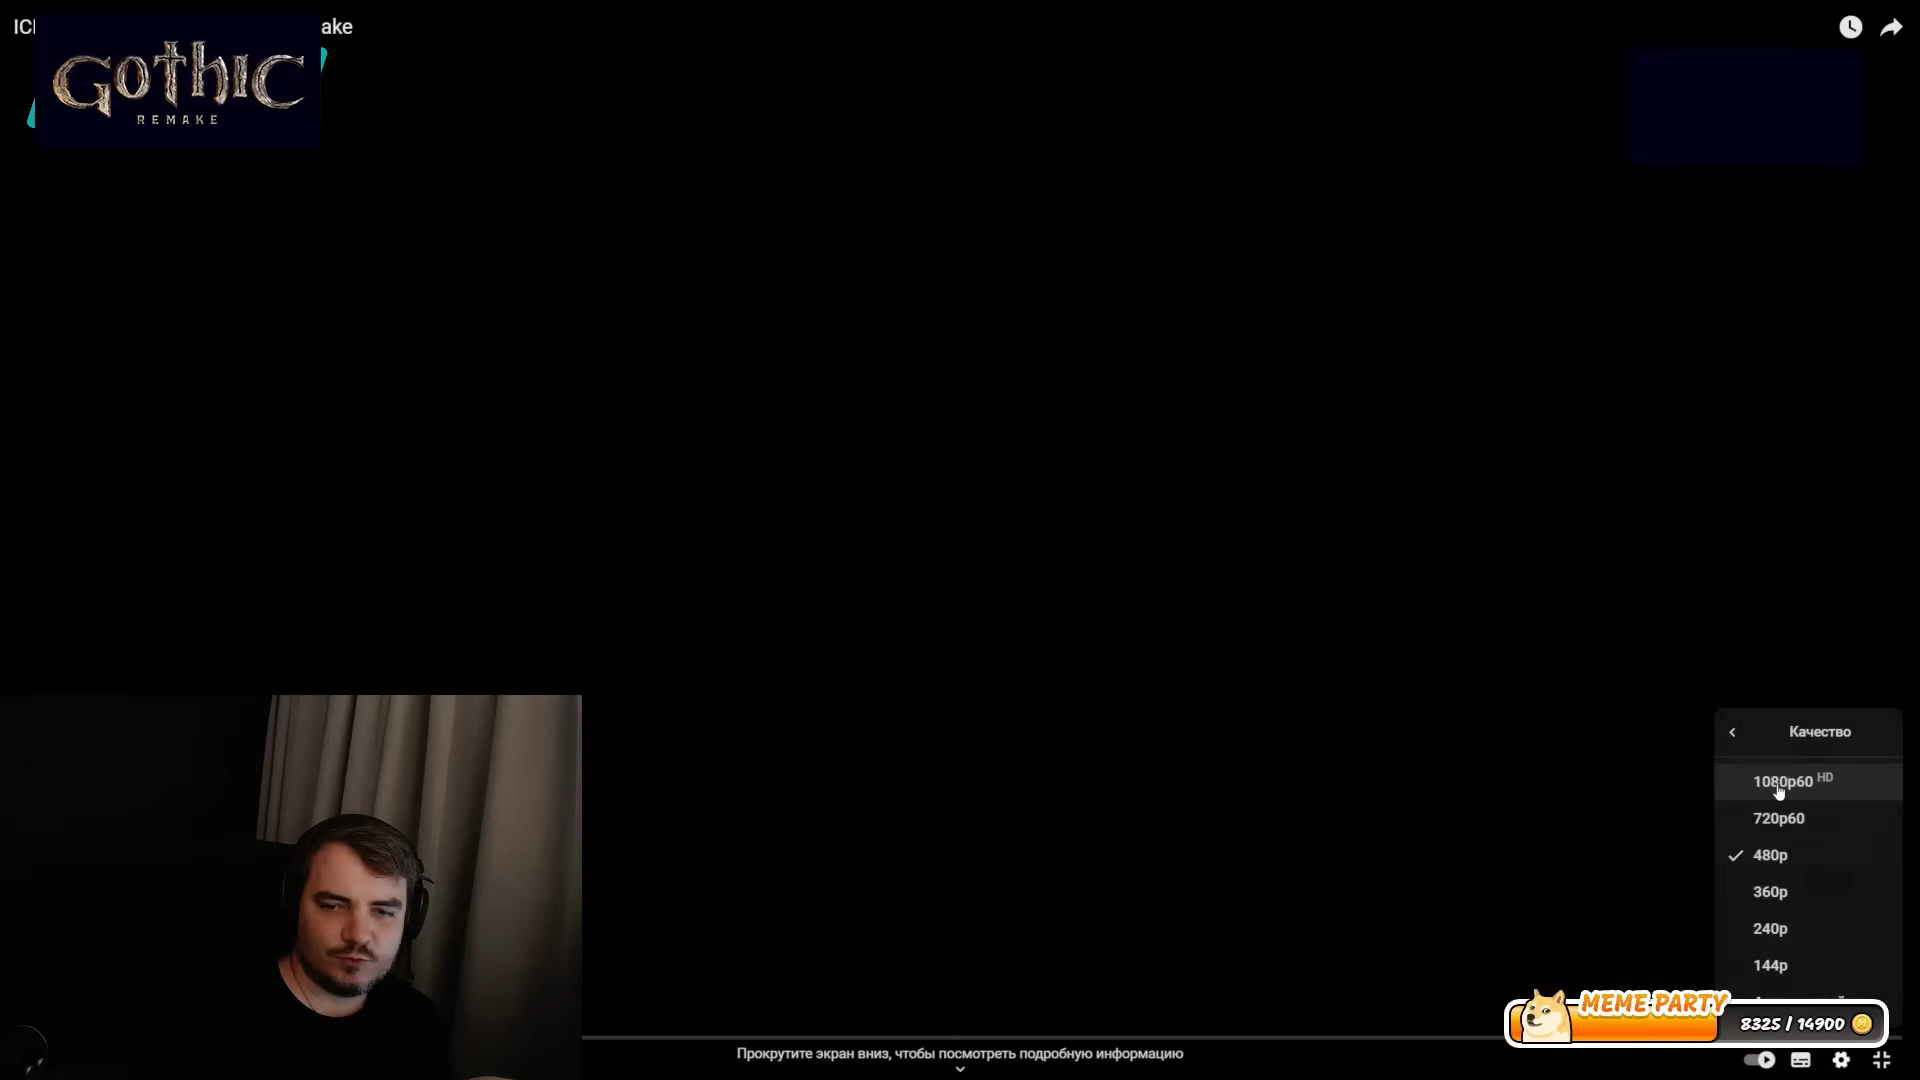 ake
GOTHIC
REMAKE
Качество
1080p60 HD
720p60
480p
360p
240p
144p
MEME PARTY
8325 / 14900
Прокрутите экран вниз, чтобы посмотреть подробную информацию